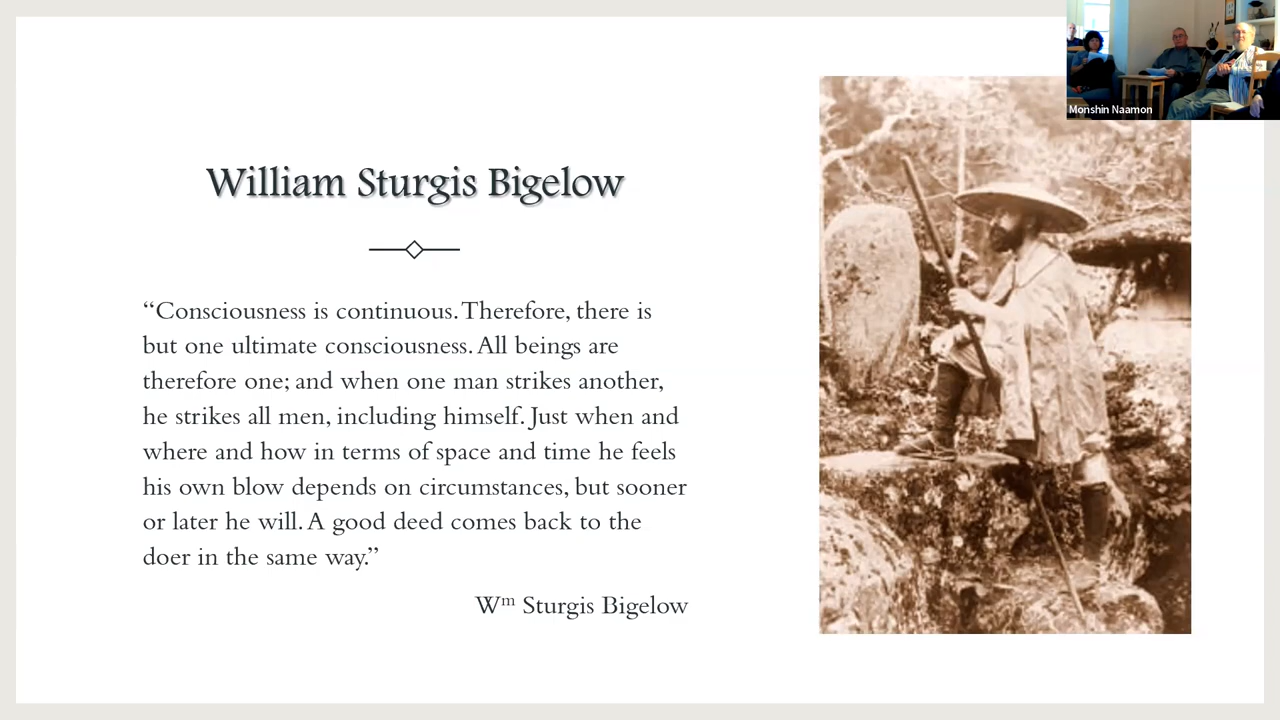 Monshin Naamon
William Sturgis Bigelow
“Consciousness is continuous. Therefore, there is
but one ultimate consciousness. All beings are
therefore one; and when one man strikes another,
he strikes all men, including himself. Just when and
where and how in terms of space and time he feels
his own blow depends on circumstances, but sooner
or later he will. A good deed comes back to the
doer in the same way.”
Wᵐ Sturgis Bigelow